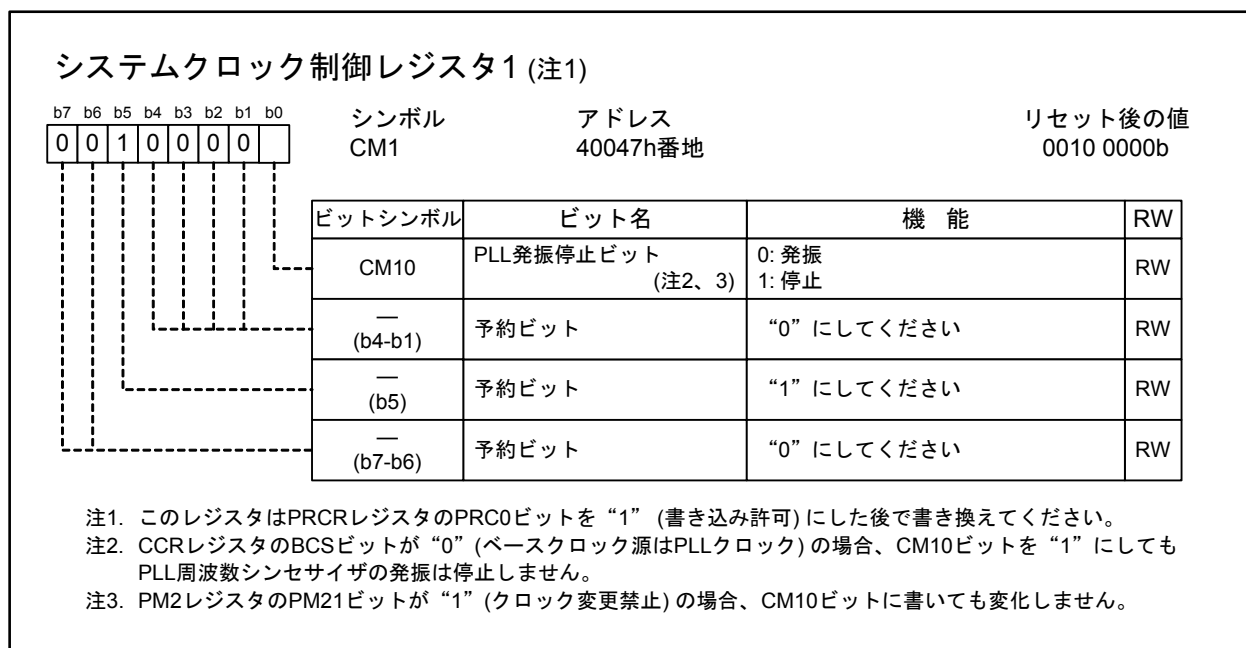 システムクロック制御レジスタ1 (注1)
b7 b6 b5 b4 b3 b2 b1 b0
0 0 1 0 0 0 0
シンボル アドレス リセット後の値
CM1 40047h番地 0010 0000b
ビットシンボル ビット名 機 能 RW
CM10 PLL発振停止ビット (注2、3) 0: 発振 RW
1: 停止
— (b4-b1) 予約ビット “0” にしてください RW
— (b5) 予約ビット “1” にしてください RW
— (b7-b6) 予約ビット “0” にしてください RW
注1. このレジスタはPRCRレジスタのPRC0ビットを“1” (書き込み許可) にした後で書き換えてください。
注2. CCRレジスタのBCSビットが“0” (ベースクロック源はPLLクロック) の場合、CM10ビットを“1”にしても
PLL周波数シンセサイザの発振は停止しません。
注3. PM2レジスタのPM21ビットが“1” (クロック変更禁止) の場合、CM10ビットに書いても変化しません。